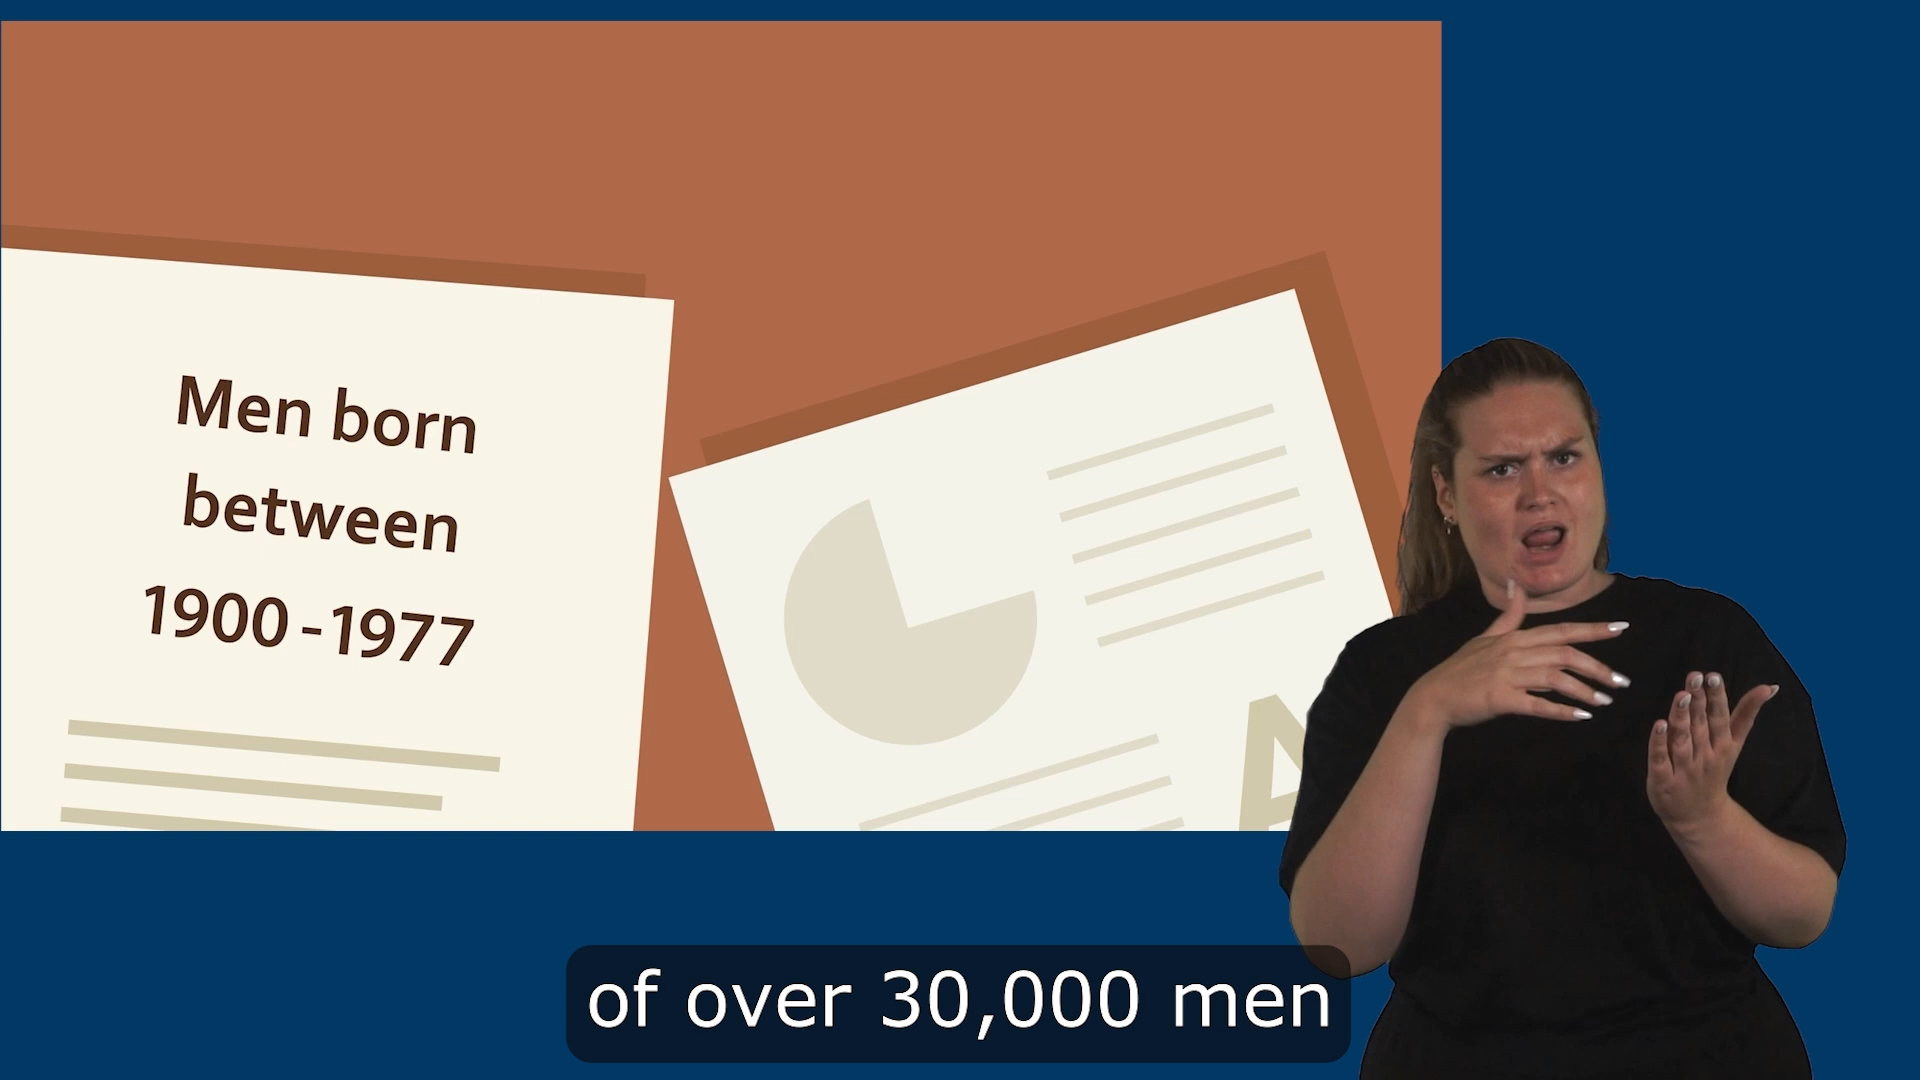 Men born
between
1900 - 1977
A
of over 30,000 men